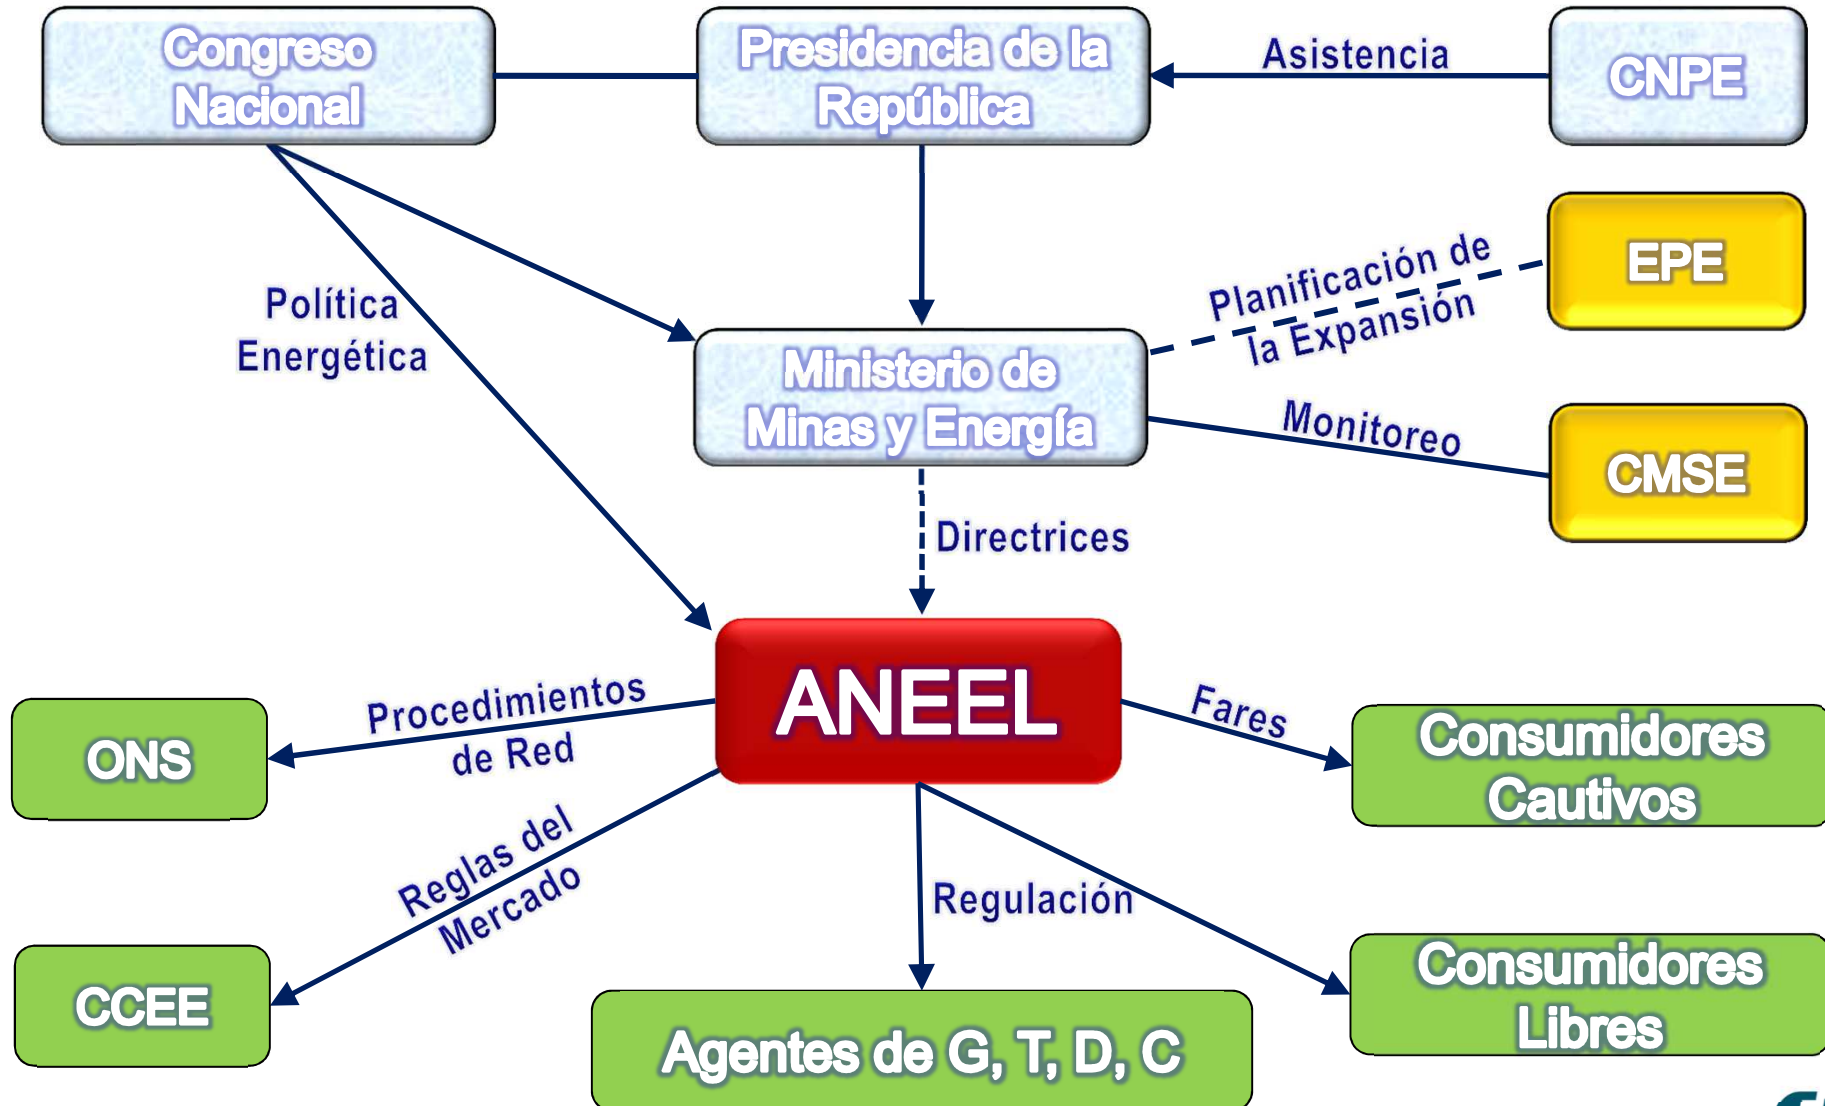 Congreso
Nacional
Presidencia de la
República
Asistencia
CNPE
Política
Energética
Planificación de
la Expansión
EPE
Ministerio de
Minas y Energía
Monitoreo
CMSE
Directrices
ANEEL
Procedimientos
de Red
ONS
Fares
Consumidores
Cautivos
Reglas del
Mercado
CCEE
Regulación
Agentes de G, T, D, C
Consumidores
Libres